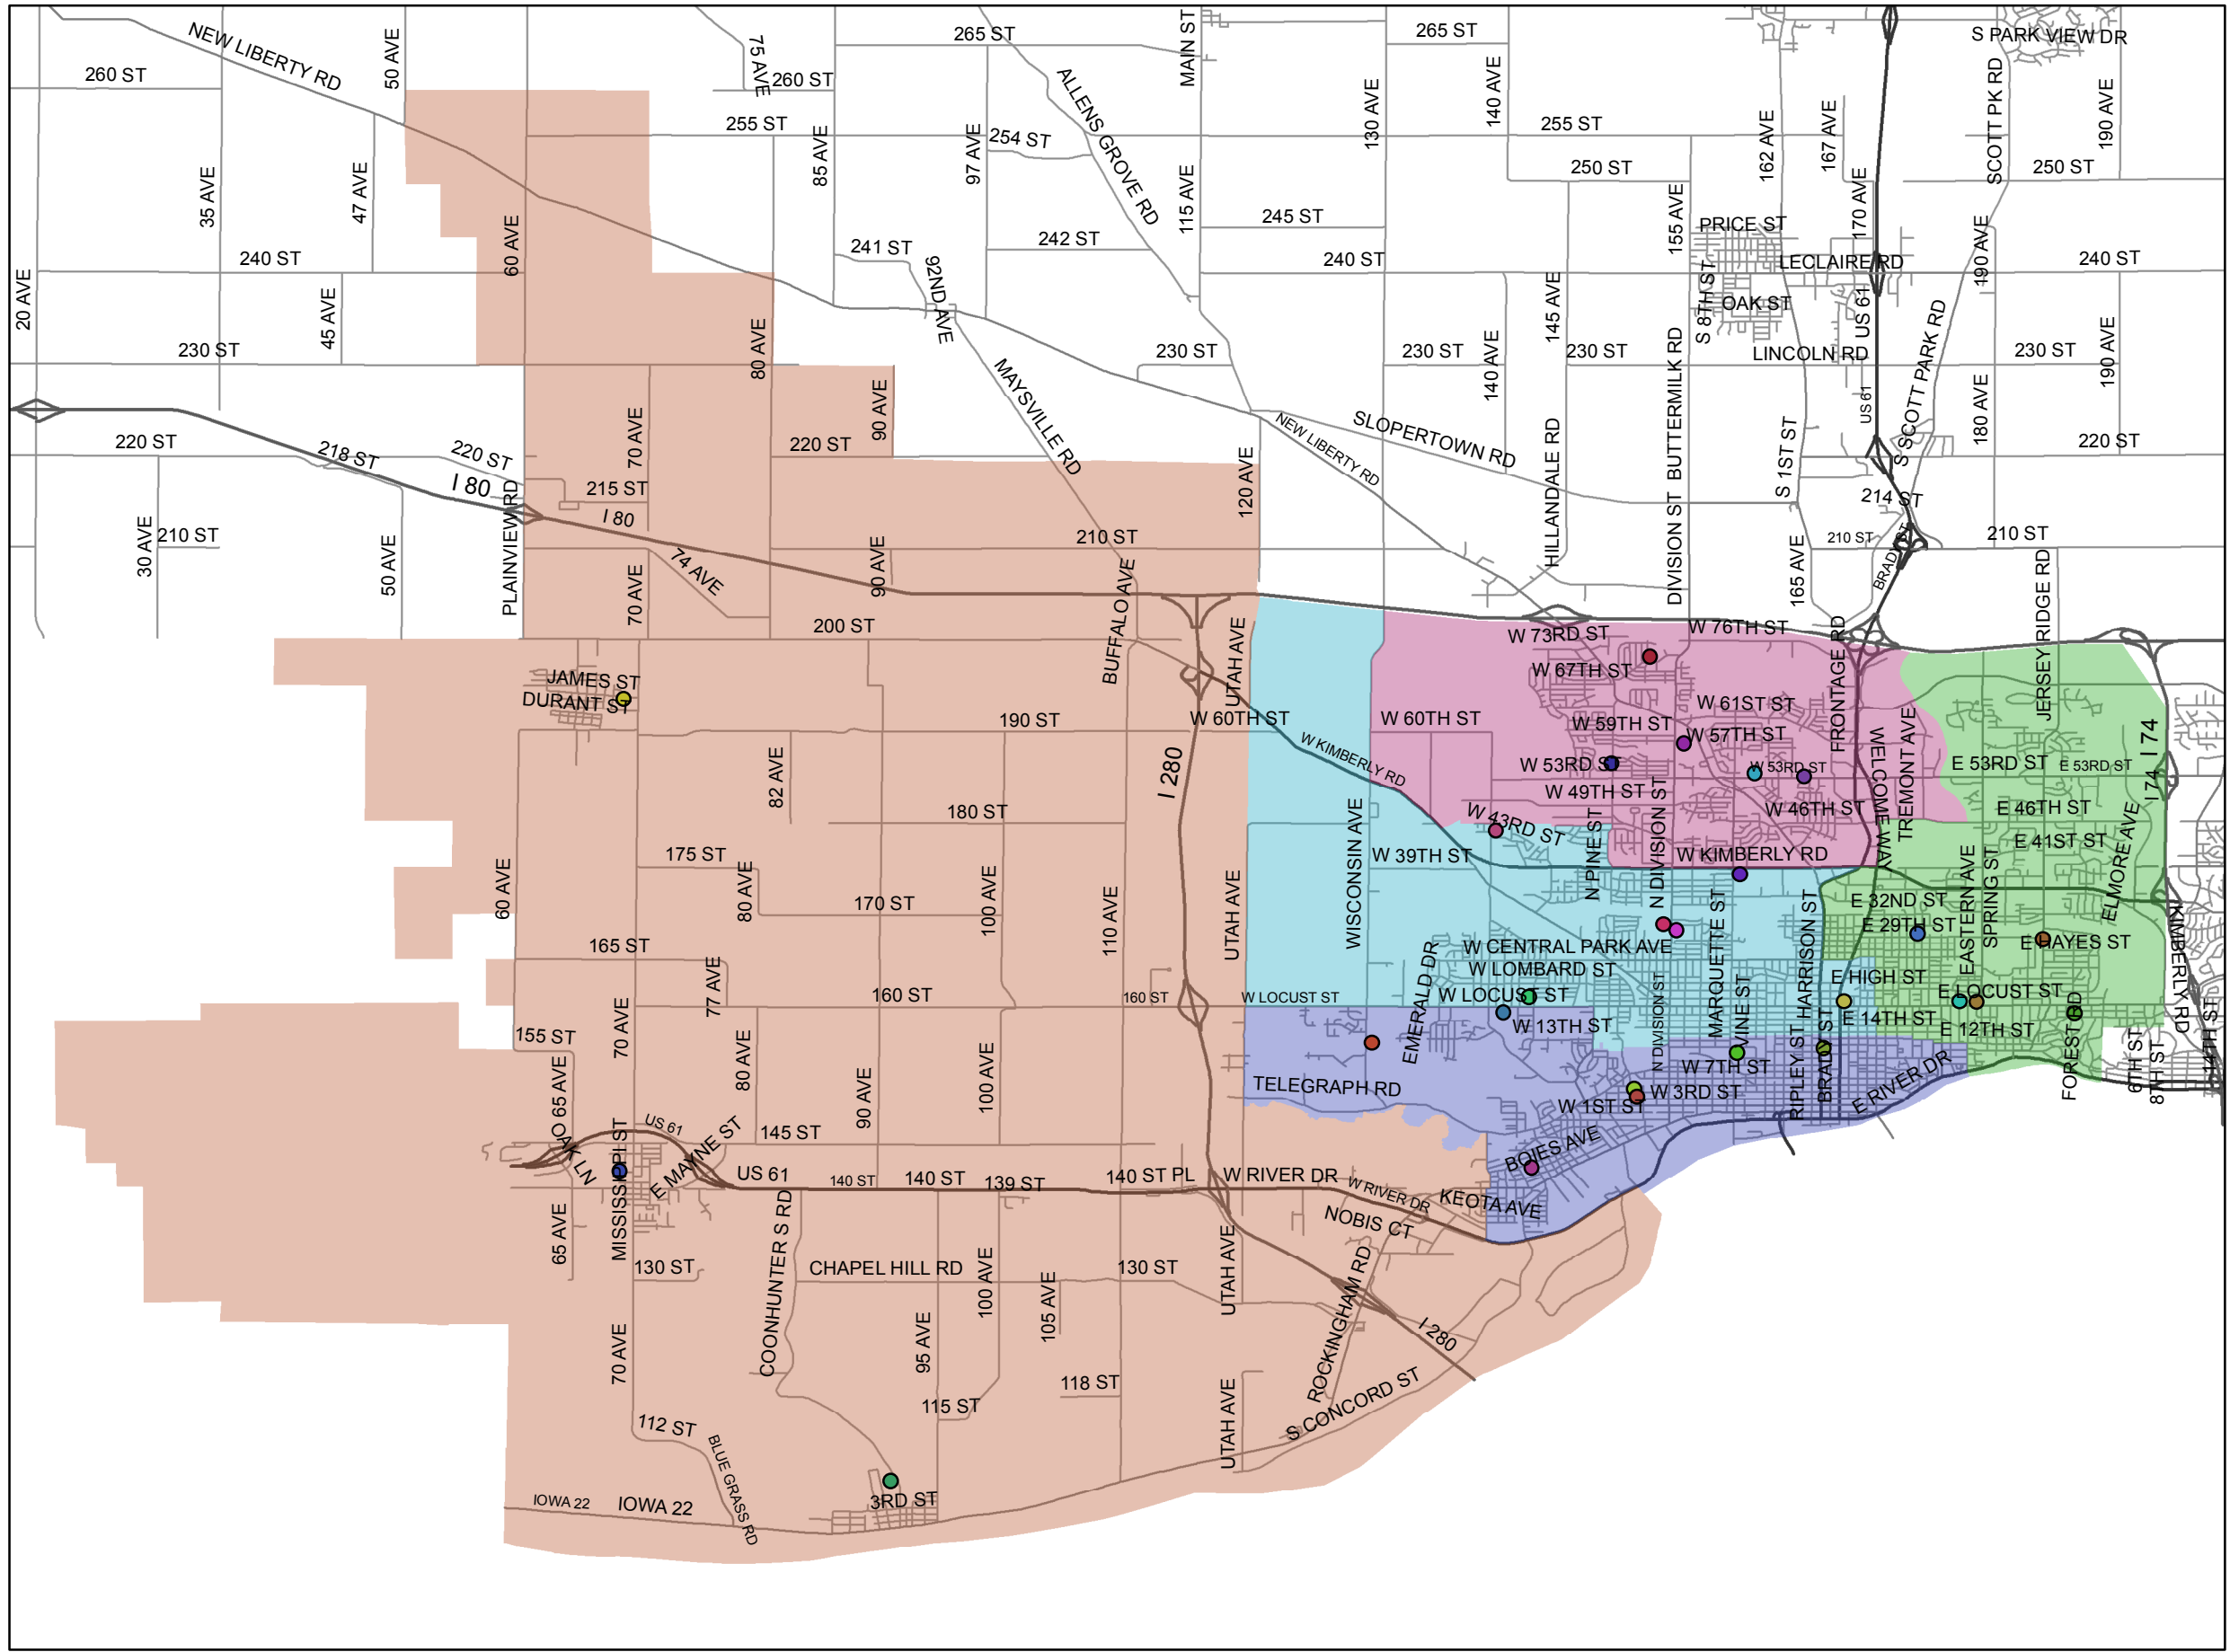 NEW LIBERTY RD
50 AVE
75 AVE
265 ST
MAIN ST
265 ST
S PARK VIEW DR
260 ST
260 ST
ALLENS GROVE RD
130 AVE
140 AVE
SCOTT PK RD
190 AVE
255 ST
85 AVE
97 AVE
254 ST
255 ST
162 AVE
167 AVE
35 AVE
47 AVE
115 AVE
250 ST
250 ST
155 AVE
170 AVE
60 AVE
245 ST
PRICE ST
190 AVE
240 ST
241 ST
242 ST
240 ST
LECLAIRE RD
240 ST
20 AVE
45 AVE
92ND AVE
145 AVE
S 8TH ST
OAK ST
US 61
S SCOTT PARK RD
190 AVE
230 ST
80 AVE
230 ST
230 ST
140 AVE
230 ST
LINCOLN RD
230 ST
MAYSVILLE RD
US 61
180 AVE
70 AVE
90 AVE
NEW LIBERTY RD
SLOPERTOWN RD
HILLANDALE RD
DIVISION ST
BUTTERMILK RD
S 1ST ST
S SCOTT PARK RD
220 ST
218 ST
220 ST
220 ST
220 ST
I 80
215 ST
120 AVE
214 ST
PLAINVIEW RD
I 80
30 AVE
210 ST
50 AVE
70 AVE
74 AVE
90 AVE
210 ST
BUFFALO AVE
165 AVE
210 ST
BRADY ST
210 ST
JERSEY RIDGE RD
200 ST
UTAH AVE
W 73RD ST
W 76TH ST
FRONTAGE RD
JAMES ST
W 67TH ST
DURANT ST
W 61ST ST
190 ST
W 60TH ST
W 60TH ST
W 59TH ST
W 57TH ST
WELCOME WAY
TREMONT AVE
I 74
82 AVE
I 280
W KIMBERLY RD
W 53RD ST
W 53RD ST
E 53RD ST
E 53RD ST
I 74
W 49TH ST
180 ST
WISCONSIN AVE
W 43RD ST
N PINE ST
N DIVISION ST
W 46TH ST
E 46TH ST
ELMORE AVE
60 AVE
175 ST
80 AVE
100 AVE
110 AVE
UTAH AVE
W 39TH ST
W KIMBERLY RD
E 41ST ST
170 ST
MARQUETTE ST
HARRISON ST
E 32ND ST
EASTERN AVE
SPRING ST
KIMBERLY RD
165 ST
EMERALD DR
W CENTRAL PARK AVE
E 29TH ST
E HAYES ST
77 AVE
W LOMBARD ST
E HIGH ST
160 ST
160 ST
W LOCUST ST
W LOCUST ST
N DIVISION ST
VINE ST
E LOCUST ST
155 ST
70 AVE
W 13TH ST
E 14TH ST
E 12TH ST
FOREST RD
65 AVE
80 AVE
90 AVE
100 AVE
TELEGRAPH RD
W 7TH ST
RIPLEY ST
BRADY ST
E RIVER DR
6TH ST
8TH ST
14TH ST
W 1ST ST
W 3RD ST
OAK LN
US 61
E MAYNE ST
145 ST
BOIES AVE
MISSISSIPPI ST
US 61
140 ST
140 ST
139 ST
140 ST PL
W RIVER DR
W RIVER DR
KEOTA AVE
65 AVE
COONHUNTER S RD
UTAH AVE
NOBIS CT
130 ST
CHAPEL HILL RD
100 AVE
130 ST
105 AVE
ROCKINGHAM RD
I 280
70 AVE
95 AVE
118 ST
115 ST
UTAH AVE
S CONCORD ST
112 ST
BLUE GRASS RD
IOWA 22
IOWA 22
3RD ST